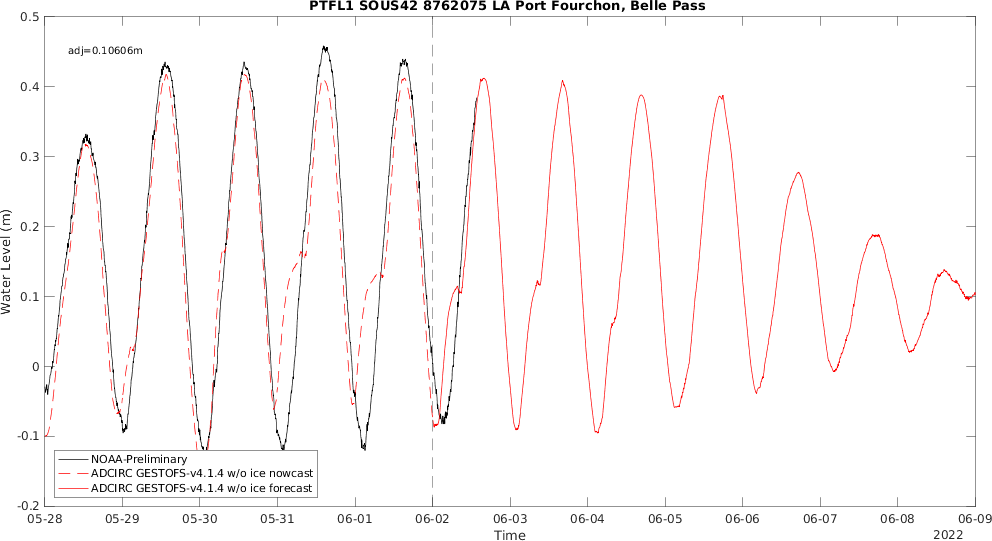 PTFL1 SOUS42 8762075 LA Port Fourchon, Belle Pass
adj=0.10606m
0.5
0.4
0.3
0.2
0.1
0
-0.1
-0.2
Water Level (m)
NOAA-Preliminary
ADCIRC GESTOFS-v4.1.4 w/o ice nowcast
ADCIRC GESTOFS-v4.1.4 w/o ice forecast
05-28 05-29 05-30 05-31 06-01 06-02 06-03 06-04 06-05 06-06 06-07 06-08 06-09
Time
2022